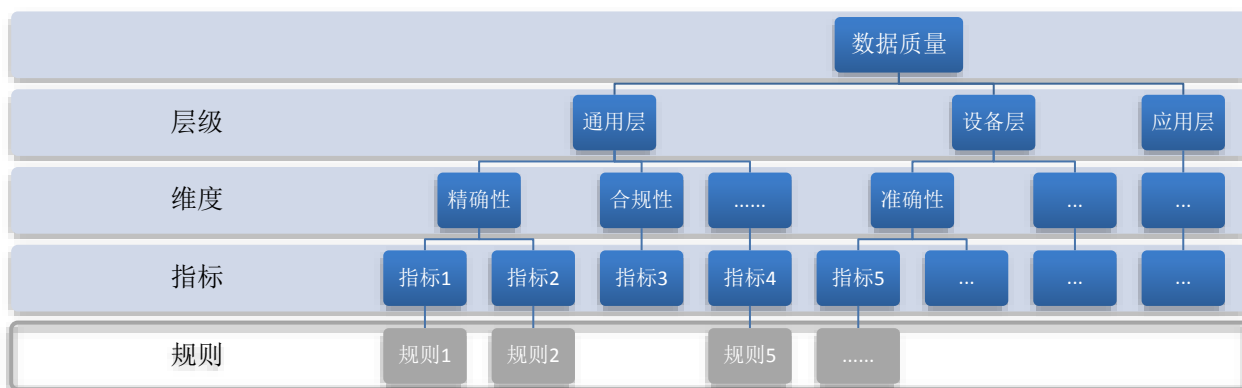 数据质量
层级 通用层 设备层 应用层
维度 精确性 合规性 ...... 准确性 ... ...
指标 指标1 指标2 指标3 指标4 指标5 ... ... ...
规则 规则1 规则2 规则5 ......